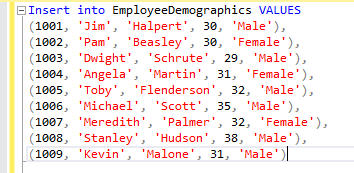 Insert into EmployeeDemographics VALUES
(1001, 'Jim', 'Halpert', 30, 'Male'),
(1002, 'Pam', 'Beasley', 30, 'Female'),
(1003, 'Dwight', 'Schrute', 29, 'Male'),
(1004, 'Angela', 'Martin', 31, 'Female'),
(1005, 'Toby', 'Flenderson', 32, 'Male'),
(1006, 'Michael', 'Scott', 35, 'Male'),
(1007, 'Meredith', 'Palmer', 32, 'Female'),
(1008, 'Stanley', 'Hudson', 38, 'Male'),
(1009, 'Kevin', 'Malone', 31, 'Male')